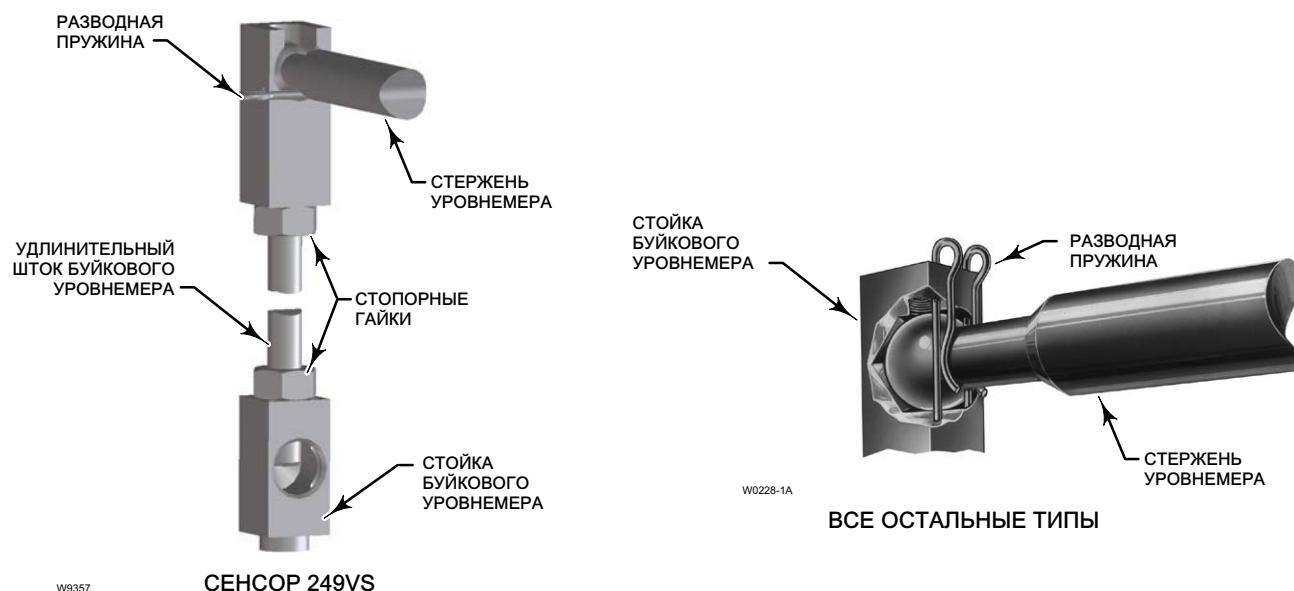 РАЗВОДНАЯ
ПРУЖИНА
СТЕРЖЕНЬ
УРОВНЕМЕРА
УДЛИНИТЕЛЬНЫЙ
ШТОК БУЙКОВОГО
УРОВНЕМЕРА
СТОПОРНЫЕ
ГАЙКИ
СТОЙКА
БУЙКОВОГО
УРОВНЕМЕРА
W9357
СЕНСОР 249VS
СТОЙКА
БУЙКОВОГО
УРОВНЕМЕРА
РАЗВОДНАЯ
ПРУЖИНА
СТЕРЖЕНЬ
УРОВНЕМЕРА
W0228-1A
ВСЕ ОСТАЛЬНЫЕ ТИПЫ